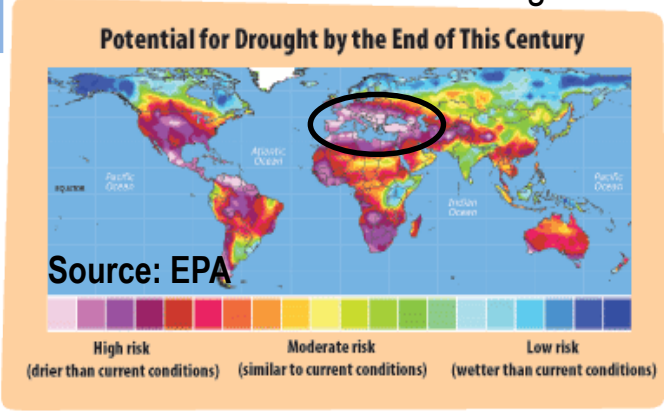 Potential for Drought by the End of This Century
Atlantic
Ocean
Pacific
Ocean
Pacific
Ocean
EQUATOR
Indian
Ocean
Source: EPA
High risk
(drier than current conditions)
Moderate risk
(similar to current conditions)
Low risk
(wetter than current conditions)